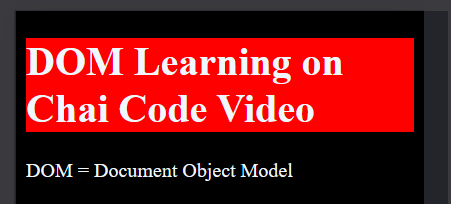 DOM Learning on
Chai Code Video
DOM = Document Object Model